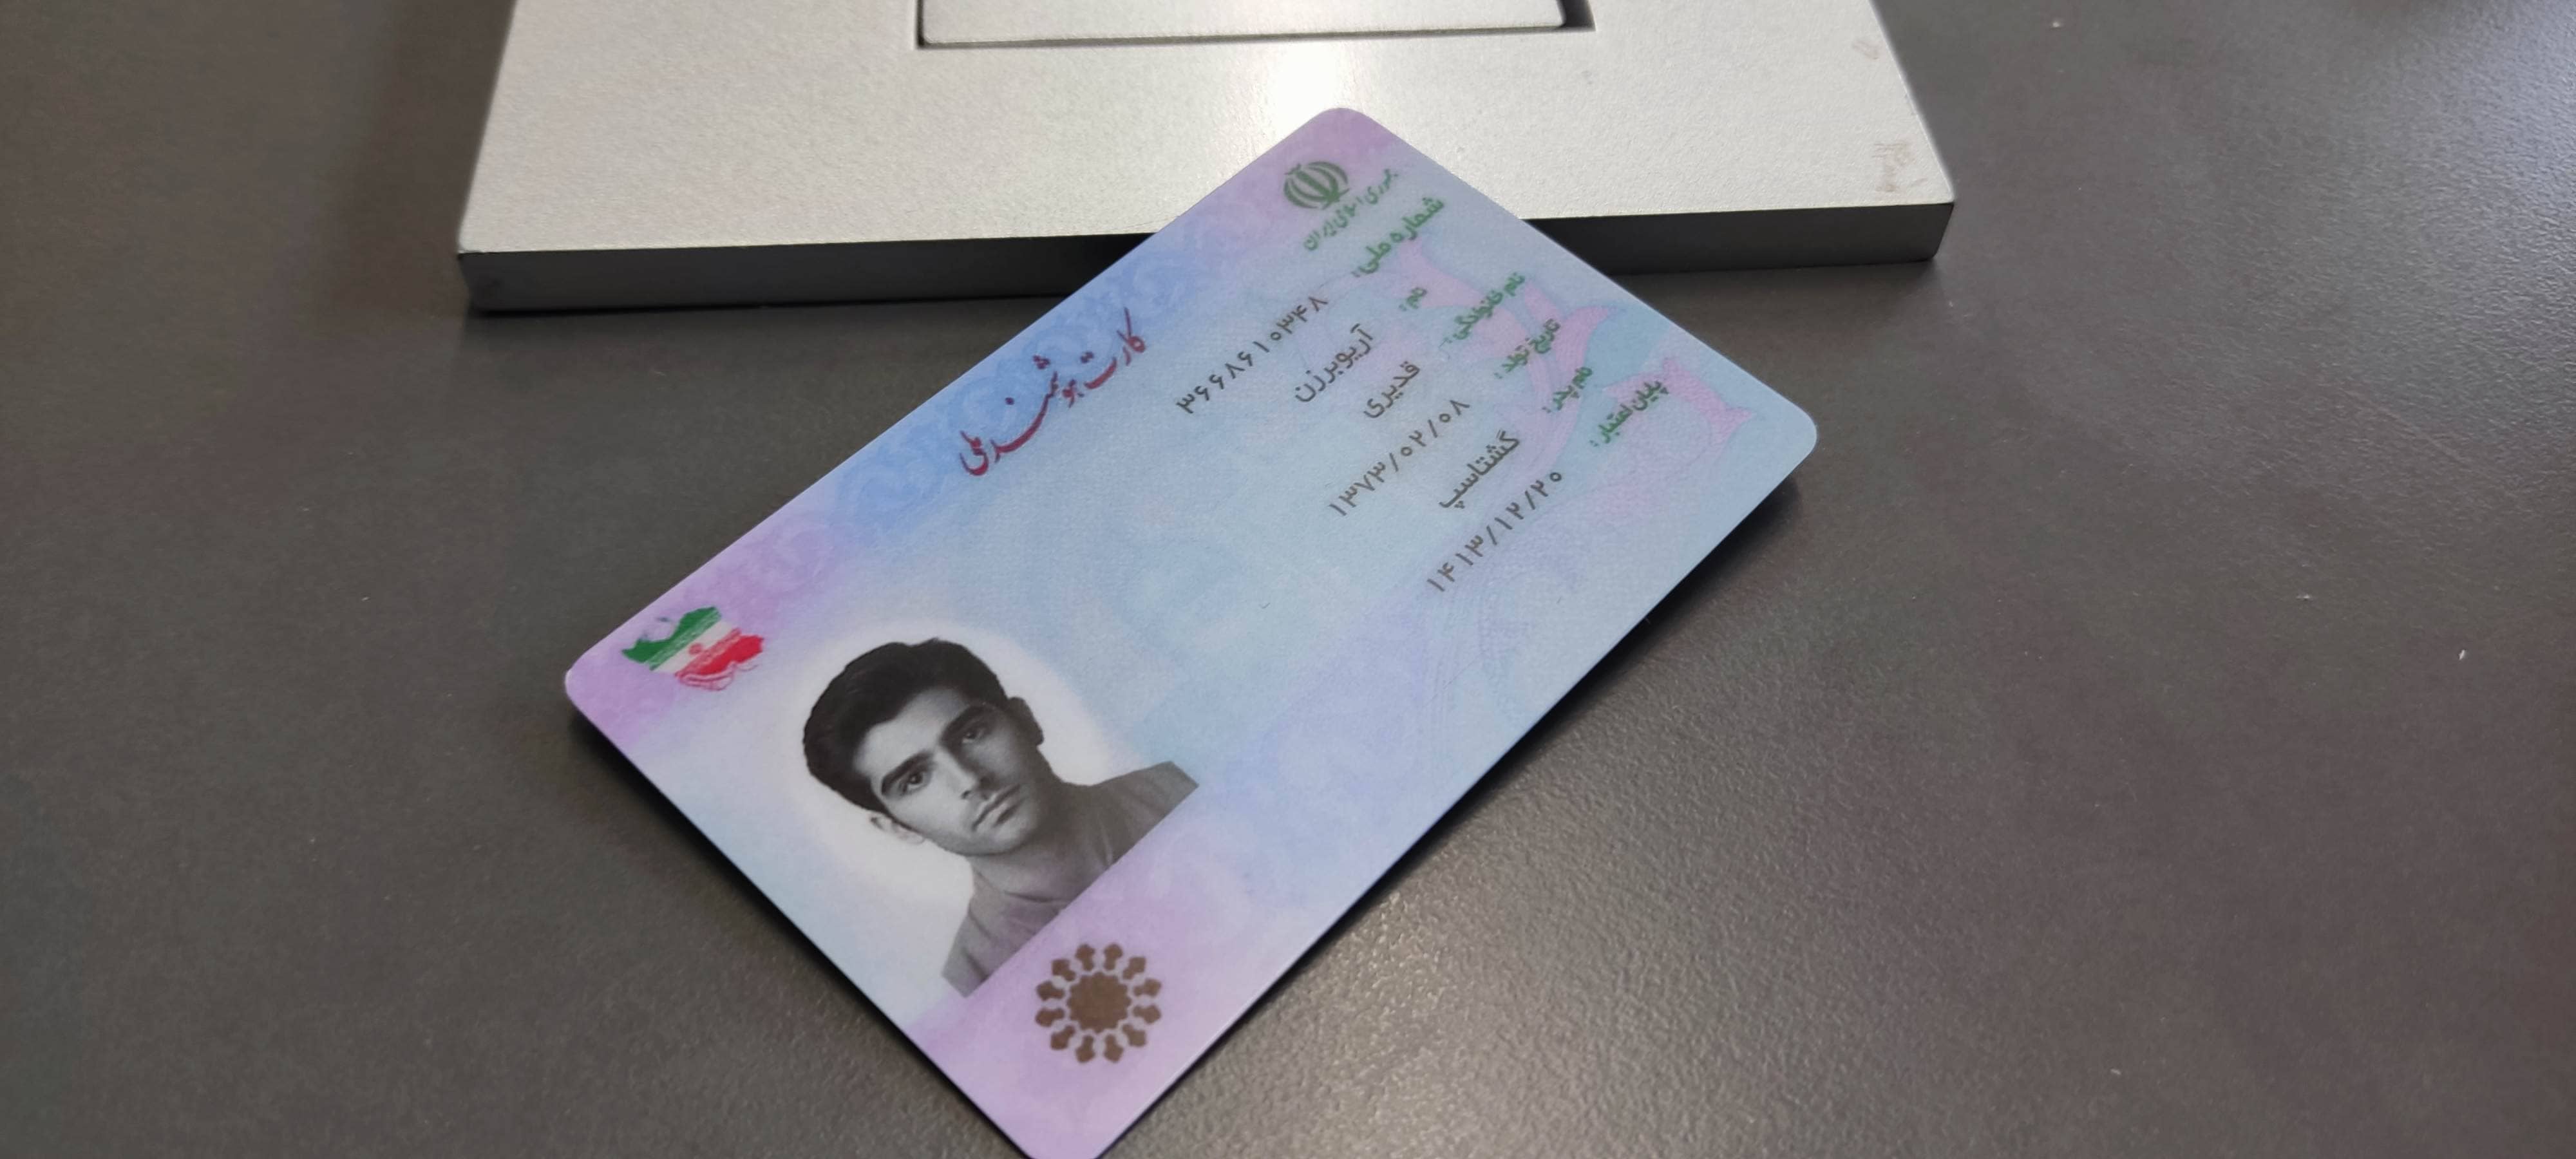 جمهوری اسلامی ایران
کارت هوشمند ملی
شماره ملی: ۳۶۶۸۶۱۰۳۴۸
نام: آریوبرزن
نام خانوادگی: قدیری
تاریخ تولد: ۱۳۷۳/۰۲/۰۸
نام پدر: گشتاسپ
پایان اعتبار: ۱۴۱۳/۱۲/۲۰